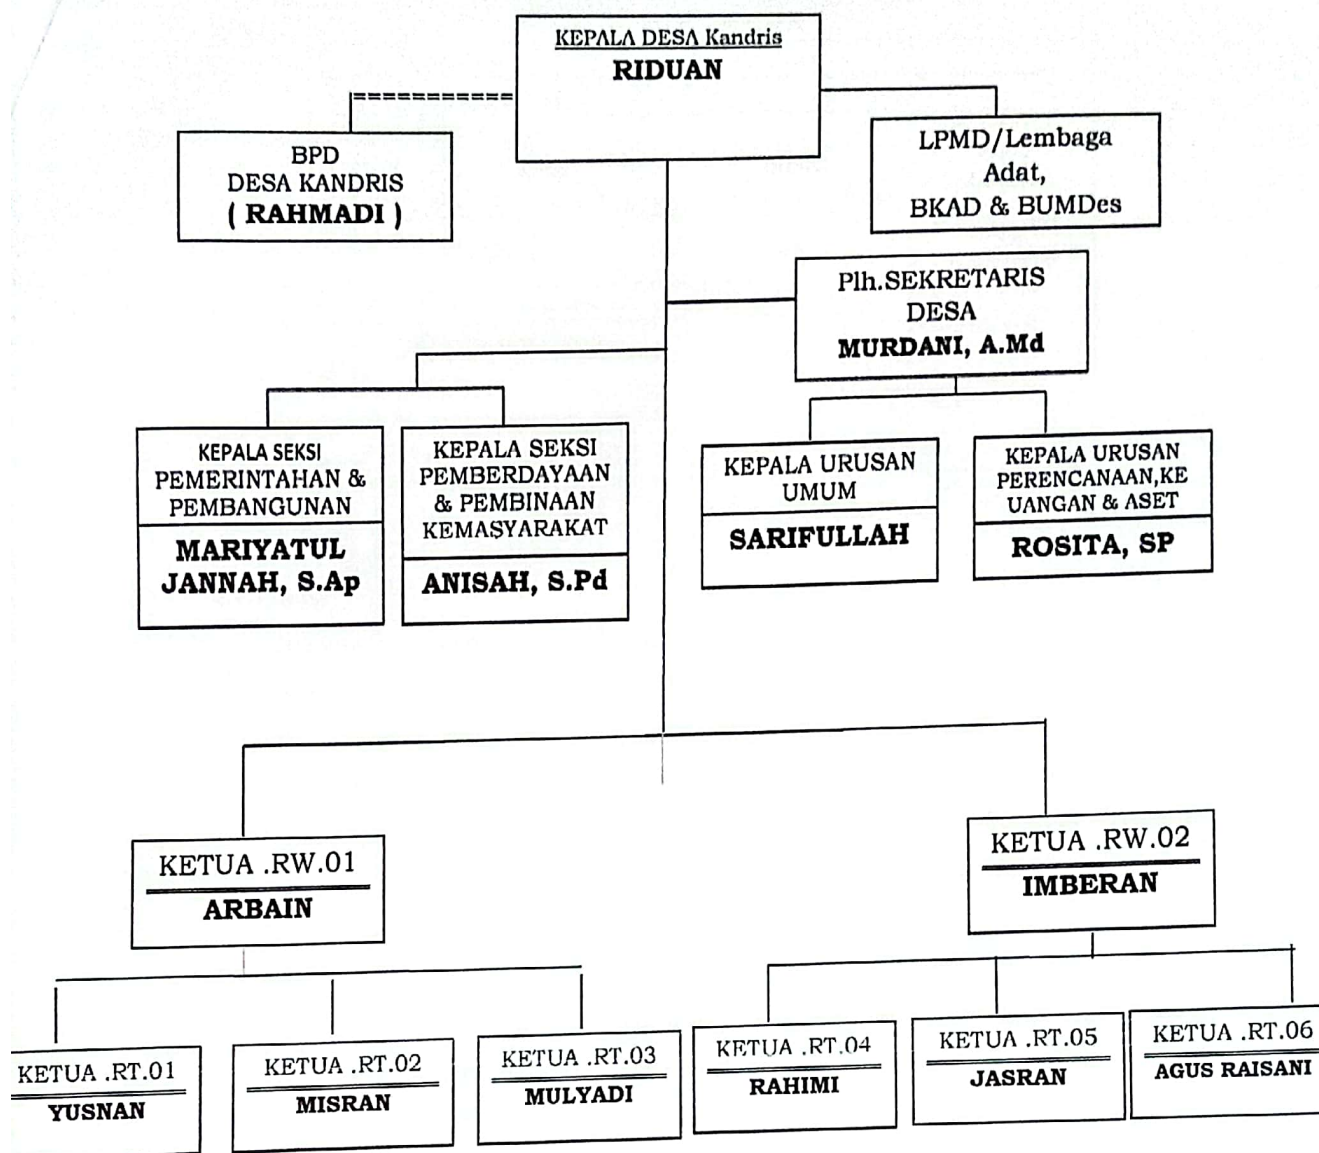 KEPALA DESA Kandris
RIDUAN
BPD
DESA KANDRIS
( RAHMADI )
LPMD/Lembaga
Adat,
BKAD & BUMDes
Plh.SEKRETARIS
DESA
MURDANI, A.Md
KEPALA SEKSI
PEMERINTAHAN &
PEMBANGUNAN
MARIYATUL
JANNAH, S.Ap
KEPALA SEKSI
PEMBERDAYAAN
& PEMBINAAN
KEMASYARAKAT
ANISAH, S.Pd
KEPALA URUSAN
UMUM
SARIFULLAH
KEPALA URUSAN
PERENCANAAN,KE
UANGAN & ASET
ROSITA, SP
KETUA .RW.01
ARBAIN
KETUA .RW.02
IMBERAN
KETUA .RT.01
YUSNAN
KETUA .RT.02
MISRAN
KETUA .RT.03
MULYADI
KETUA .RT.04
RAHIMI
KETUA .RT.05
JASRAN
KETUA .RT.06
AGUS RAISANI